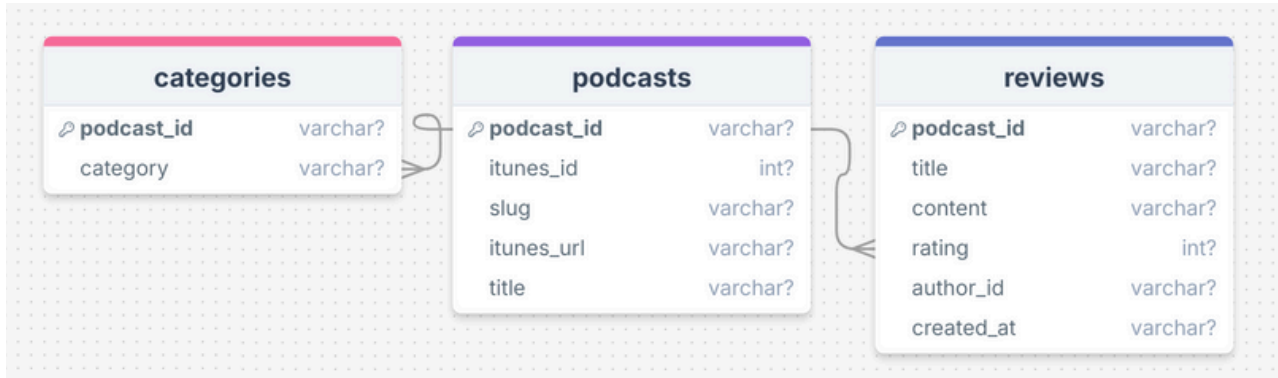 categories
podcast_id varchar?
category varchar?
podcasts
podcast_id varchar?
itunes_id int?
slug varchar?
itunes_url varchar?
title varchar?
reviews
podcast_id varchar?
title varchar?
content varchar?
rating int?
author_id varchar?
created_at varchar?